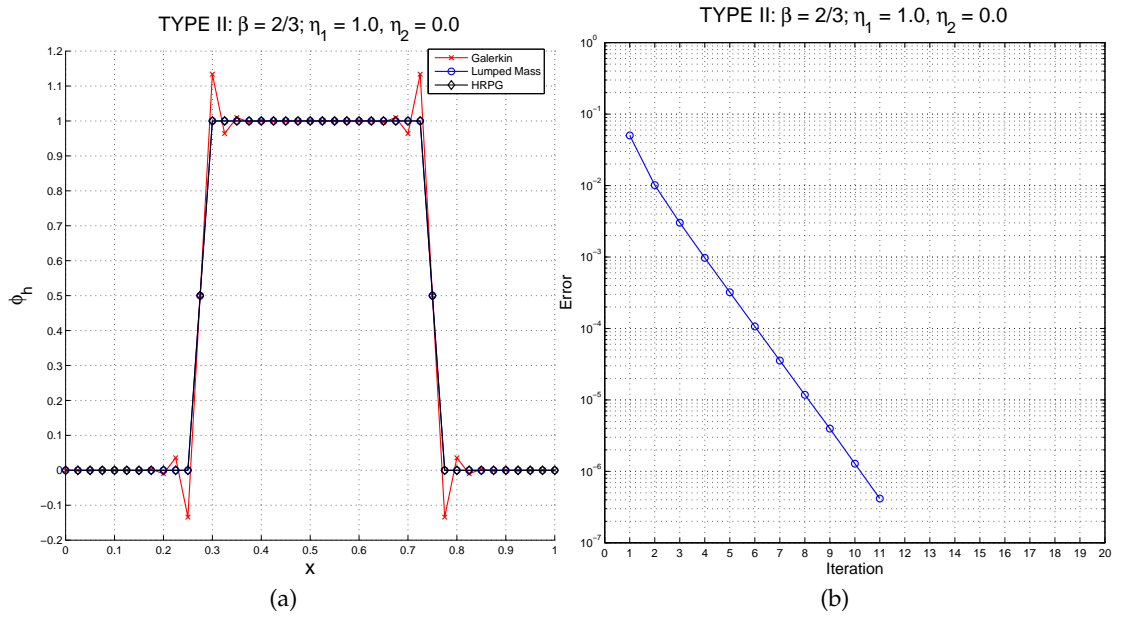 TYPE II: β = 2/3; η₁ = 1.0, η₂ = 0.0
1.2
1.1
1
0.9
0.8
0.7
0.6
0.5
0.4
0.3
0.2
0.1
0
−0.1
−0.2
ϕₕ
Galerkin
Lumped Mass
HRPG
0 0.1 0.2 0.3 0.4 0.5 0.6 0.7 0.8 0.9 1
x
(a)
TYPE II: β = 2/3; η₁ = 1.0, η₂ = 0.0
10⁰
10⁻¹
10⁻²
10⁻³
10⁻⁴
10⁻⁵
10⁻⁶
10⁻⁷
Error
0 1 2 3 4 5 6 7 8 9 10 11 12 13 14 15 16 17 18 19 20
Iteration
(b)